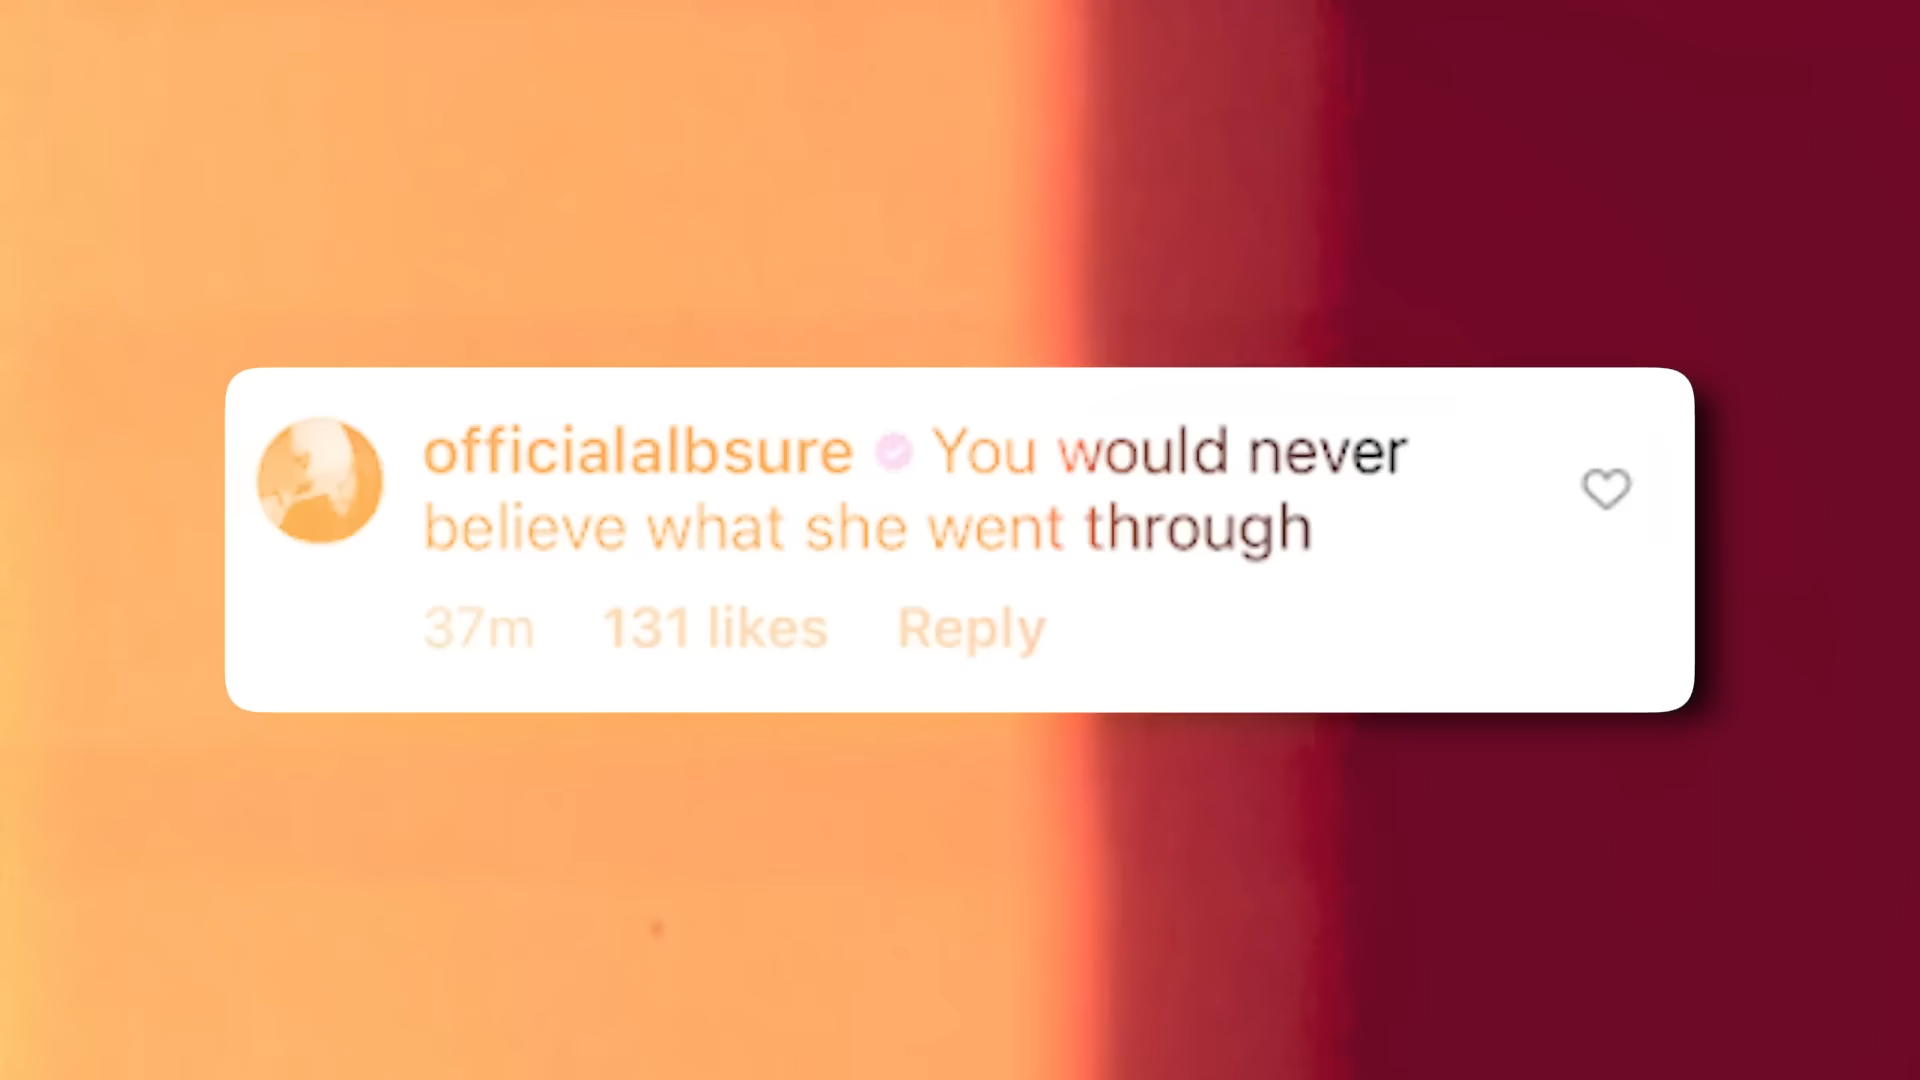 officialalbsure You would never
believe what she went through
37m 131 likes Reply